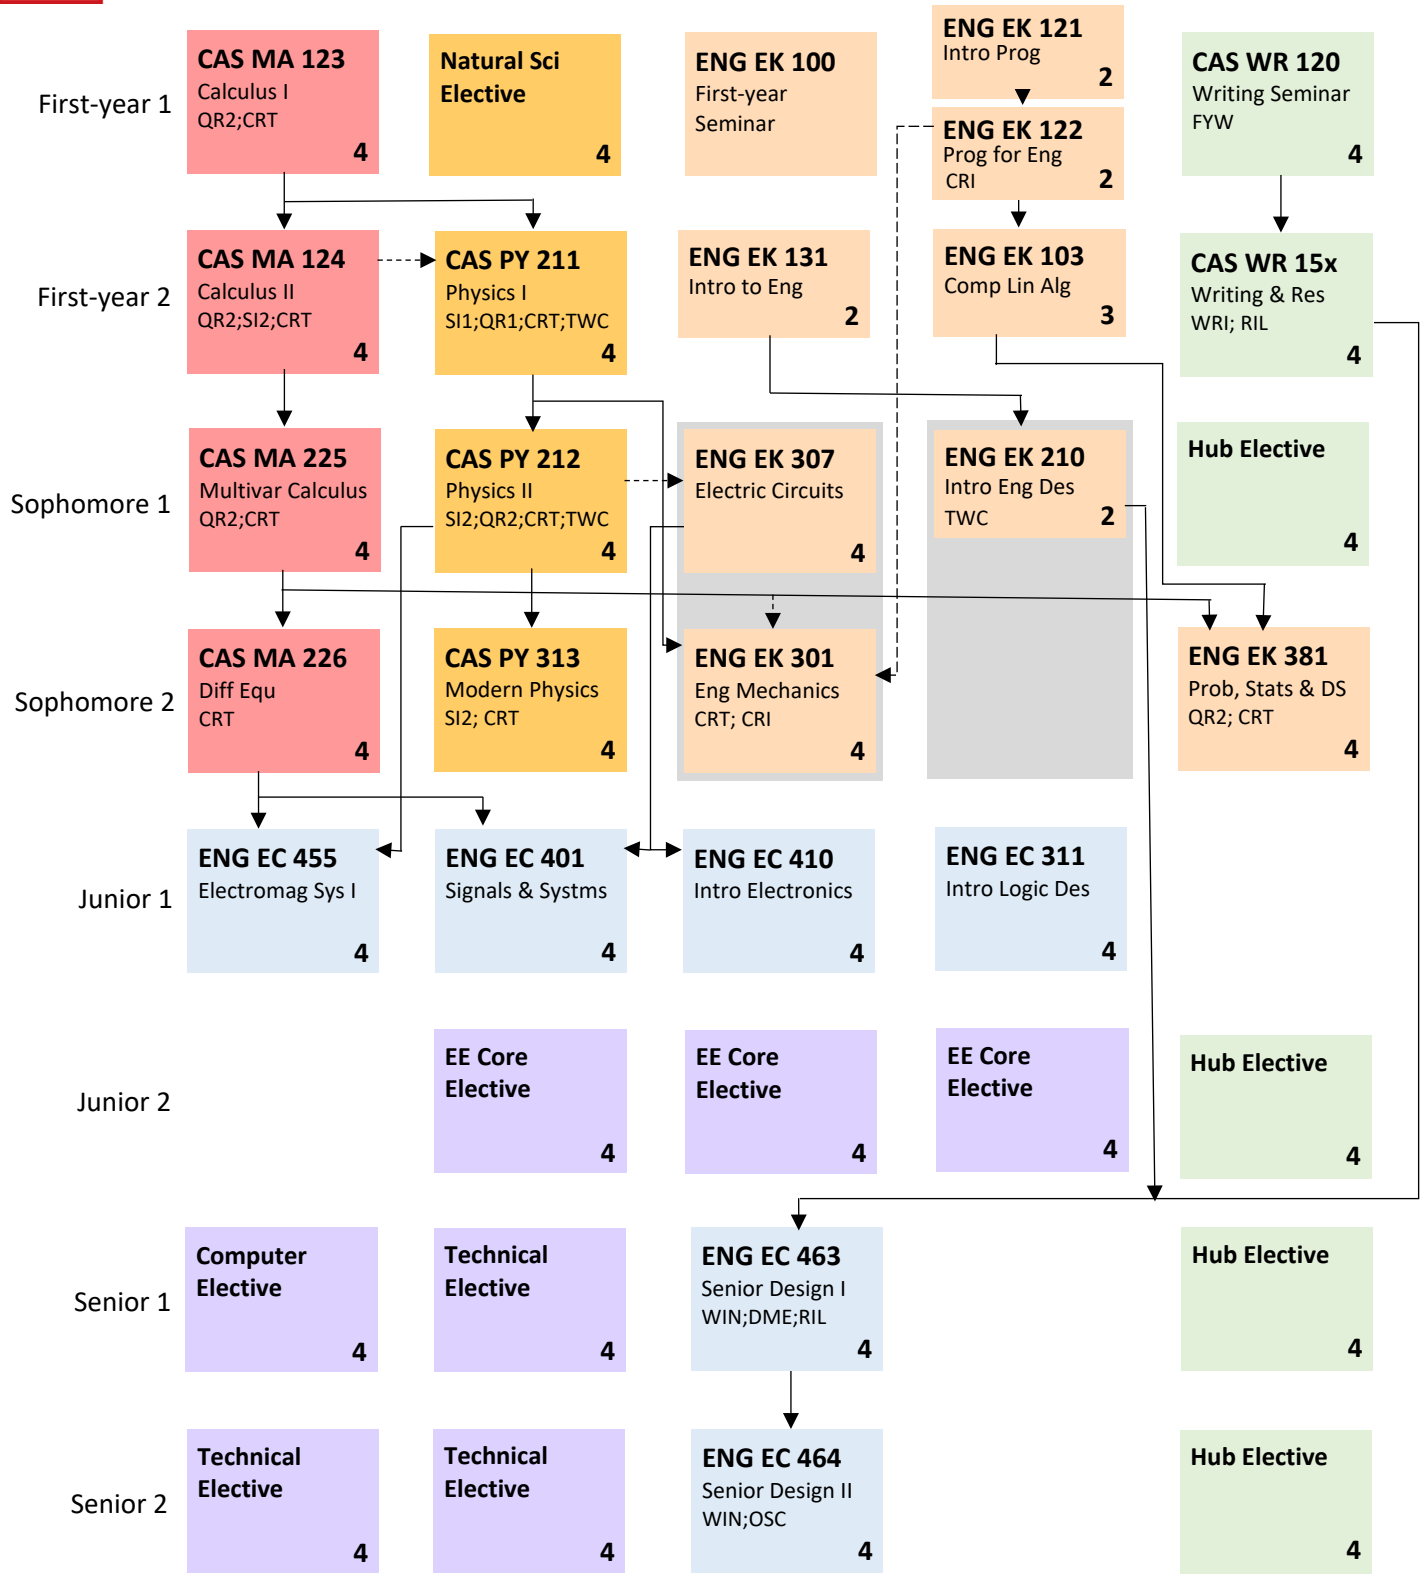 First-year 1
CAS MA 123
Calculus I
QR2;CRT
4
Natural Sci
Elective
4
ENG EK 100
First-year
Seminar
ENG EK 121
Intro Prog
2
ENG EK 122
Prog for Eng
CRI
2
CAS WR 120
Writing Seminar
FYW
4
First-year 2
CAS MA 124
Calculus II
QR2;SI2;CRT
4
CAS PY 211
Physics I
SI1;QR1;CRT;TWC
4
ENG EK 131
Intro to Eng
2
ENG EK 103
Comp Lin Alg
3
CAS WR 15x
Writing & Res
WRI; RIL
4
Sophomore 1
CAS MA 225
Multivar Calculus
QR2;CRT
4
CAS PY 212
Physics II
SI2;QR2;CRT;TWC
4
ENG EK 307
Electric Circuits
4
ENG EK 210
Intro Eng Des
TWC
2
Hub Elective
4
Sophomore 2
CAS MA 226
Diff Equ
CRT
4
CAS PY 313
Modern Physics
SI2; CRT
4
ENG EK 301
Eng Mechanics
CRT; CRI
4
ENG EK 381
Prob, Stats & DS
QR2; CRT
4
Junior 1
ENG EC 455
Electromag Sys I
4
ENG EC 401
Signals & Systms
4
ENG EC 410
Intro Electronics
4
ENG EC 311
Intro Logic Des
4
Junior 2
EE Core
Elective
4
EE Core
Elective
4
EE Core
Elective
4
Hub Elective
4
Senior 1
Computer
Elective
4
Technical
Elective
4
ENG EC 463
Senior Design I
WIN;DME;RIL
4
Hub Elective
4
Senior 2
Technical
Elective
4
Technical
Elective
4
ENG EC 464
Senior Design II
WIN;OSC
4
Hub Elective
4